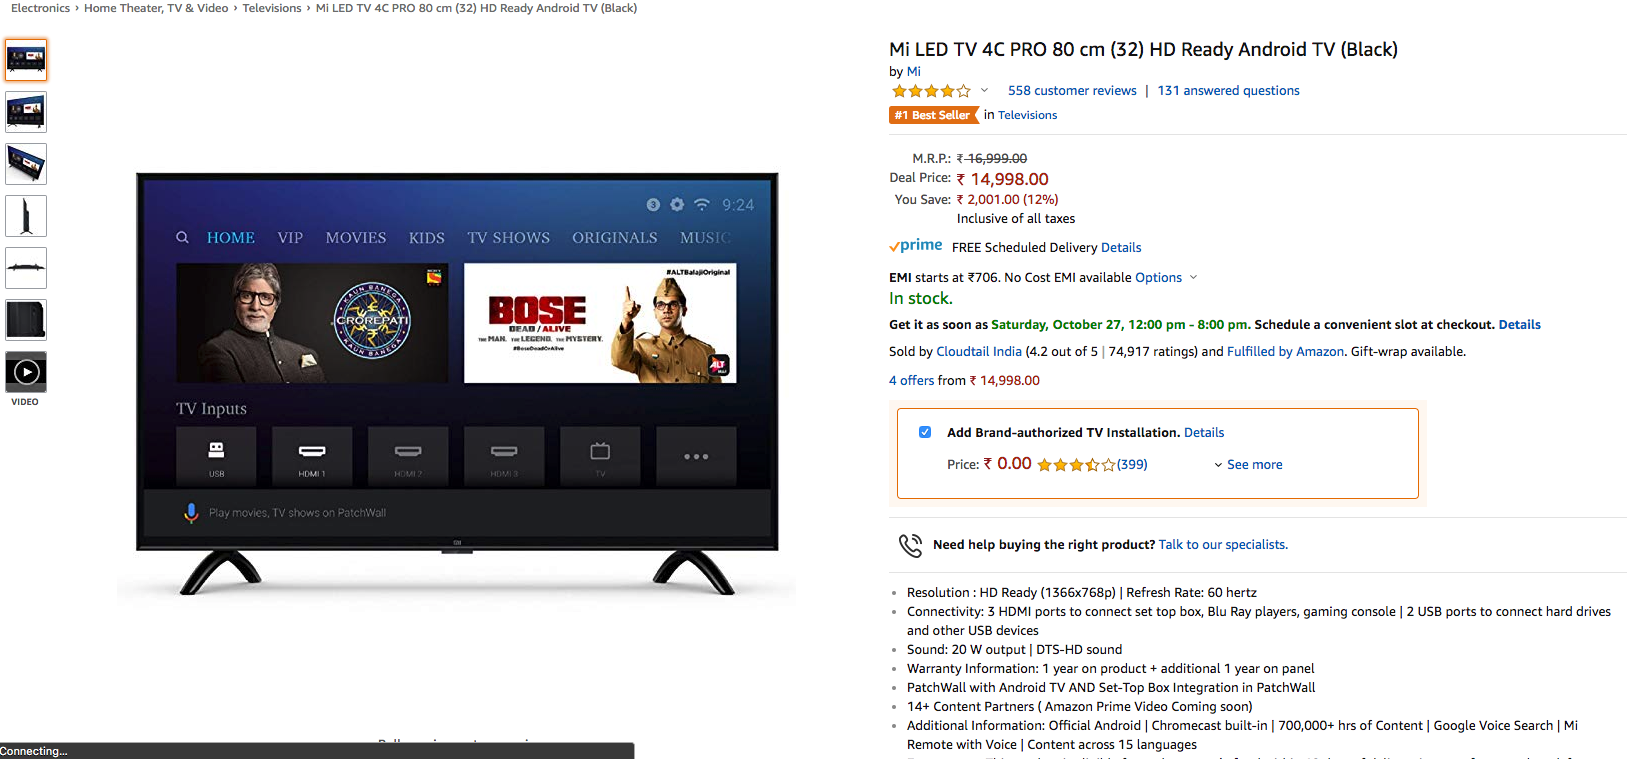 Electronics › Home Theater, TV & Video › Televisions › Mi LED TV 4C PRO 80 cm (32) HD Ready Android TV (Black)
VIDEO
3 9:24
HOME VIP MOVIES KIDS TV SHOWS ORIGINALS MUSIC
KAUN BANEGA CROREPATI KAUN BANEGA
#ALTBalajiOriginal
BOSE
DEAD / ALIVE
THE MAN. THE LEGEND. THE MYSTERY.
#BoseDeadOrAlive
ALT
TV Inputs
USB HDMI 1 HDMI 2 HDMI 3 TV
Play movies, TV shows on PatchWall
Connecting...
Mi LED TV 4C PRO 80 cm (32) HD Ready Android TV (Black)
by Mi
558 customer reviews | 131 answered questions
#1 Best Seller in Televisions
M.R.P.: ₹ 16,999.00
Deal Price: ₹ 14,998.00
You Save: ₹ 2,001.00 (12%)
Inclusive of all taxes
prime FREE Scheduled Delivery Details
EMI starts at ₹706. No Cost EMI available Options
In stock.
Get it as soon as Saturday, October 27, 12:00 pm - 8:00 pm. Schedule a convenient slot at checkout. Details
Sold by Cloudtail India (4.2 out of 5 | 74,917 ratings) and Fulfilled by Amazon. Gift-wrap available.
4 offers from ₹ 14,998.00
Add Brand-authorized TV Installation. Details
Price: ₹ 0.00 (399) See more
Need help buying the right product? Talk to our specialists.
Resolution : HD Ready (1366x768p) | Refresh Rate: 60 hertz
Connectivity: 3 HDMI ports to connect set top box, Blu Ray players, gaming console | 2 USB ports to connect hard drives
and other USB devices
Sound: 20 W output | DTS-HD sound
Warranty Information: 1 year on product + additional 1 year on panel
PatchWall with Android TV AND Set-Top Box Integration in PatchWall
14+ Content Partners ( Amazon Prime Video Coming soon)
Additional Information: Official Android | Chromecast built-in | 700,000+ hrs of Content | Google Voice Search | Mi
Remote with Voice | Content across 15 languages